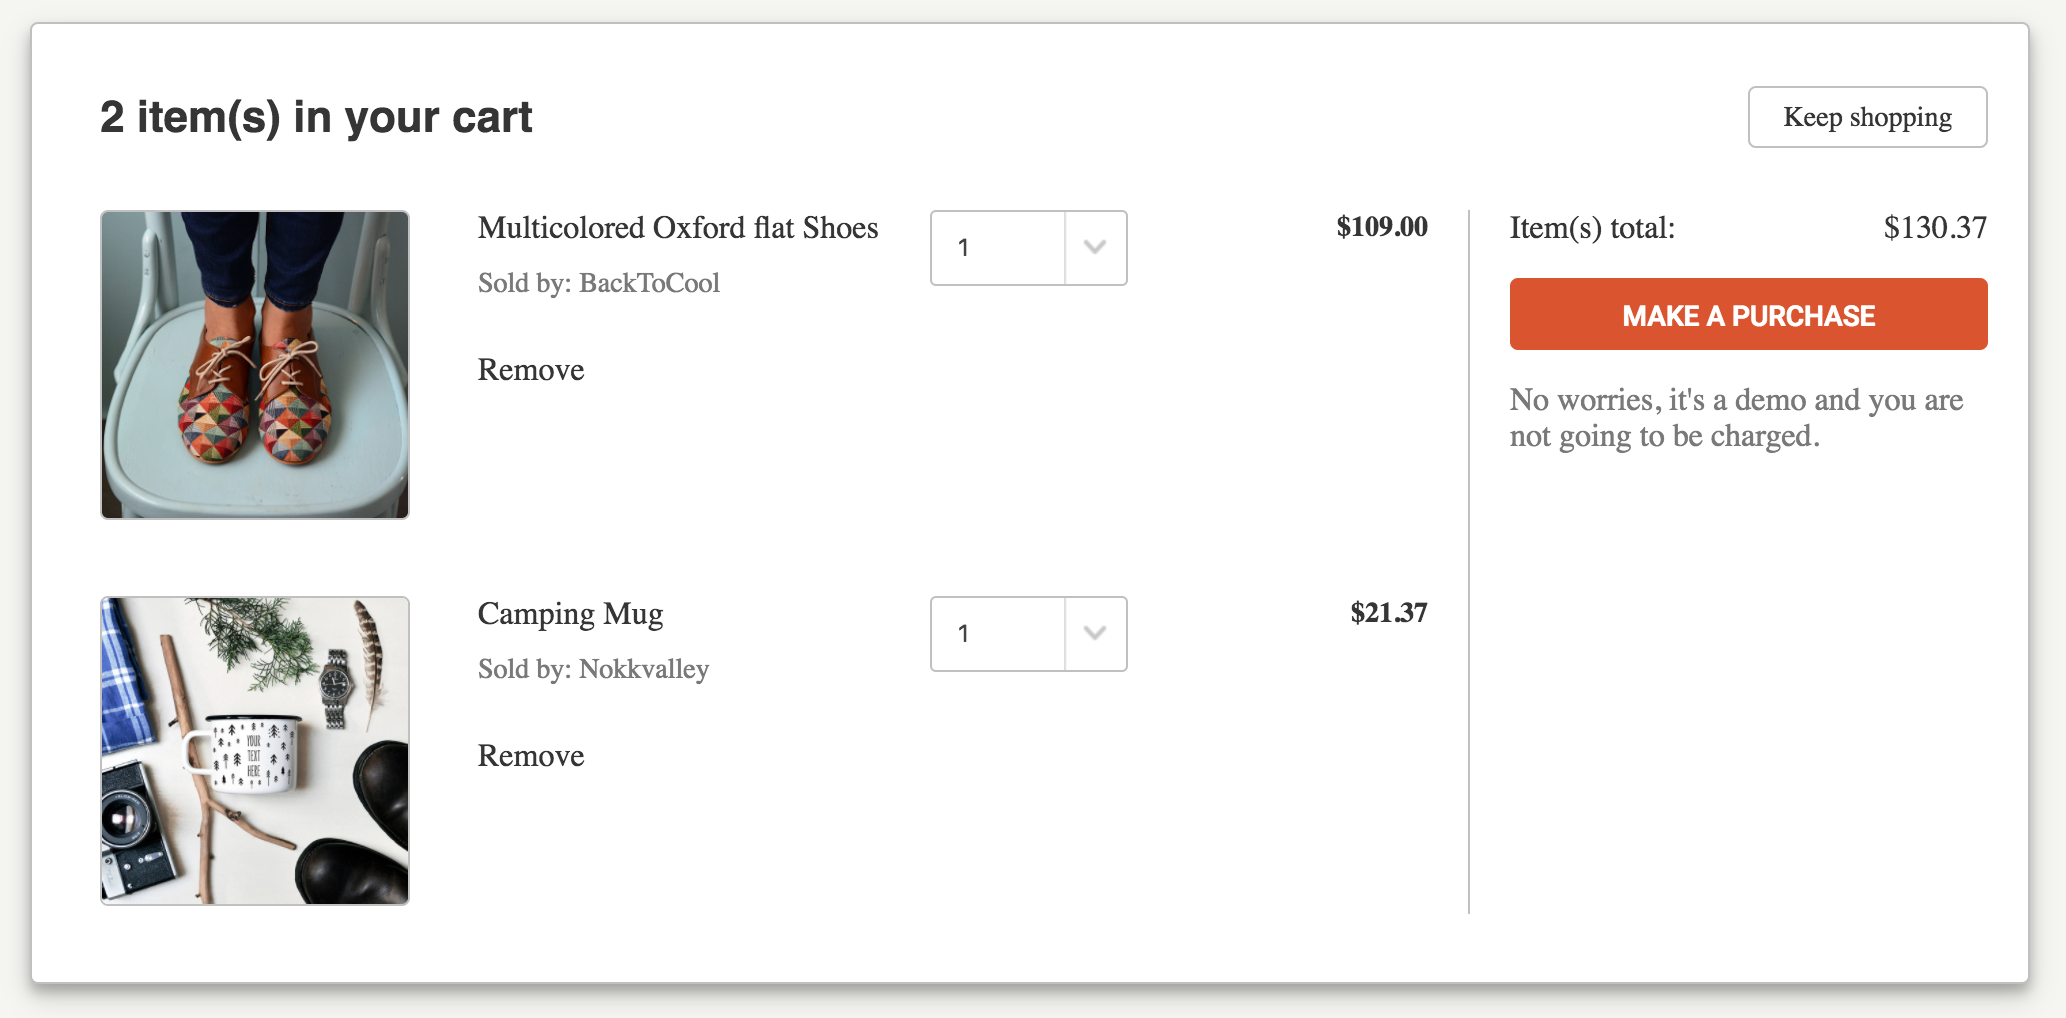 2 item(s) in your cart
Keep shopping
Multicolored Oxford flat Shoes
1
$109.00
Sold by: BackToCool
Remove
Item(s) total:
$130.37
MAKE A PURCHASE
No worries, it's a demo and you are
not going to be charged.
Camping Mug
1
$21.37
Sold by: Nokkvalley
Remove
YOUR
TEXT
HERE